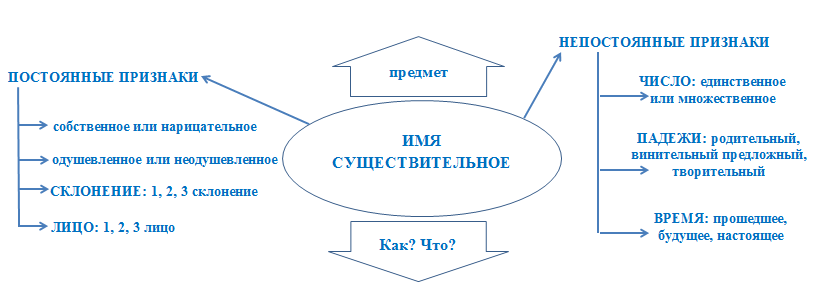 НЕПОСТОЯННЫЕ ПРИЗНАКИ
предмет
ПОСТОЯННЫЕ ПРИЗНАКИ
собственное или нарицательное
одушевленное или неодушевленное
СКЛОНЕНИЕ: 1, 2, 3 склонение
ЛИЦО: 1, 2, 3 лицо
ИМЯ
СУЩЕСТВИТЕЛЬНОЕ
Как? Что?
ЧИСЛО: единственное
или множественное
ПАДЕЖИ: родительный,
винительный предложный,
творительный
ВРЕМЯ: прошедшее,
будущее, настоящее